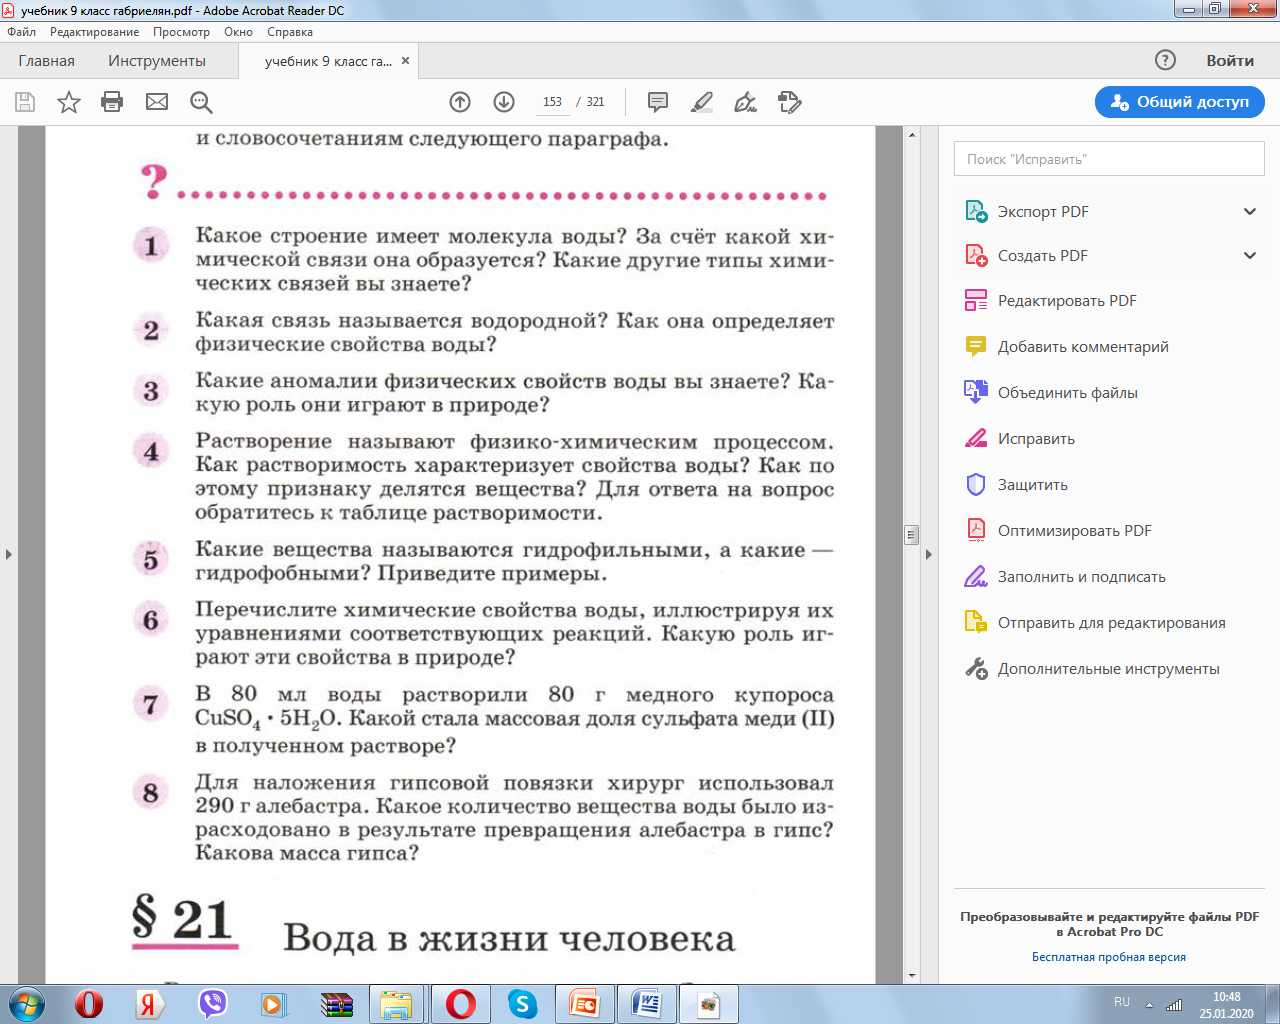 учебник 9 класс габриелян.pdf - Adobe Acrobat Reader DC
Файл Редактирование Просмотр Окно Справка
Главная Инструменты учебник 9 класс га... × Войти
153 / 321 Общий доступ
и словосочетаниям следующего параграфа.
?
1 Какое строение имеет молекула воды? За счёт какой хи-
мической связи она образуется? Какие другие типы хими-
ческих связей вы знаете?
2 Какая связь называется водородной? Как она определяет
физические свойства воды?
3 Какие аномалии физических свойств воды вы знаете? Ка-
кую роль они играют в природе?
4 Растворение называют физико-химическим процессом.
Как растворимость характеризует свойства воды? Как по
этому признаку делятся вещества? Для ответа на вопрос
обратитесь к таблице растворимости.
5 Какие вещества называются гидрофильными, а какие —
гидрофобными? Приведите примеры.
6 Перечислите химические свойства воды, иллюстрируя их
уравнениями соответствующих реакций. Какую роль иг-
рают эти свойства в природе?
7 В 80 мл воды растворили 80 г медного купороса
CuSO₄ • 5H₂O. Какой стала массовая доля сульфата меди (II)
в полученном растворе?
8 Для наложения гипсовой повязки хирург использовал
290 г алебастра. Какое количество вещества воды было из-
расходовано в результате превращения алебастра в гипс?
Какова масса гипса?
§ 21 Вода в жизни человека
Поиск "Исправить"
Экспорт PDF
Создать PDF
Редактировать PDF
Добавить комментарий
Объединить файлы
Исправить
Защитить
Оптимизировать PDF
Заполнить и подписать
Отправить для редактирования
Дополнительные инструменты
Преобразовывайте и редактируйте файлы PDF
в Acrobat Pro DC
Бесплатная пробная версия
RU 10:48
25.01.2020